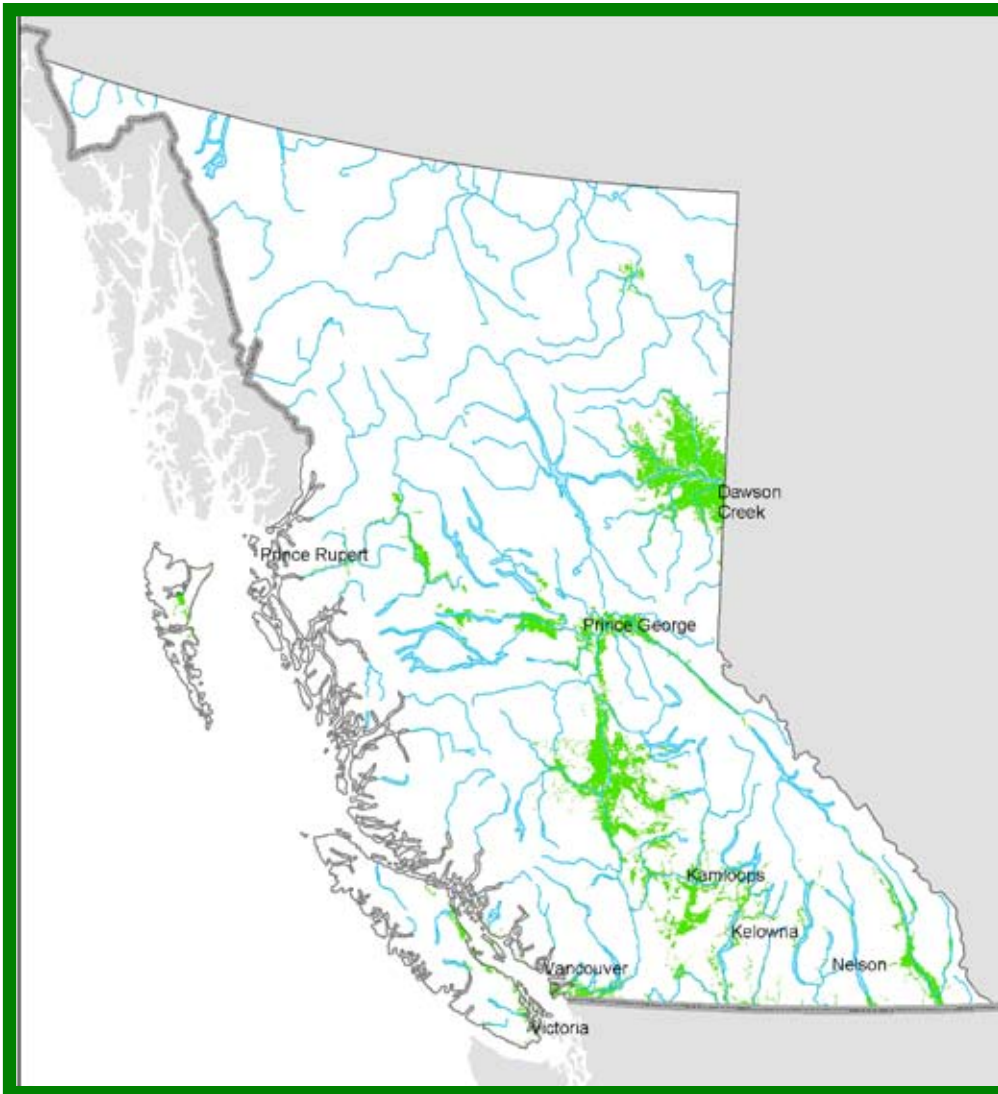 Dawson
Creek
Prince Rupert
Prince George
Kamloops
Kelowna
Nelson
Vancouver
Victoria